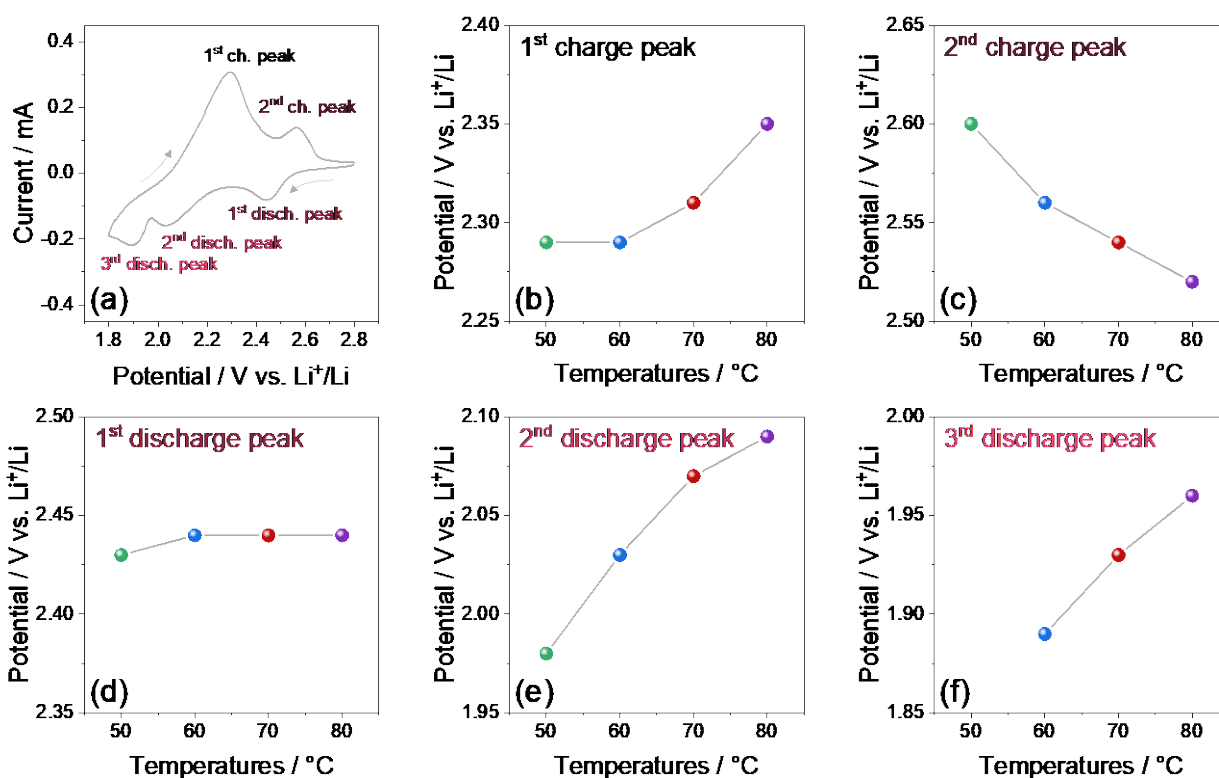 0.4
0.2
0.0
-0.2
-0.4
Current / mA
1st ch. peak
2nd ch. peak
1st disch. peak
2nd disch. peak
3rd disch. peak
(a)
1.8 2.0 2.2 2.4 2.6 2.8
Potential / V vs. Li+/Li
2.40
2.35
2.30
2.25
Potential / V vs. Li+/Li
1st charge peak
(b)
50 60 70 80
Temperatures / °C
2.65
2.60
2.55
2.50
Potential / V vs. Li+/Li
2nd charge peak
(c)
50 60 70 80
Temperatures / °C
2.50
2.45
2.40
2.35
Potential / V vs. Li+/Li
1st discharge peak
(d)
50 60 70 80
Temperatures / °C
2.10
2.05
2.00
1.95
Potential / V vs. Li+/Li
2nd discharge peak
(e)
50 60 70 80
Temperatures / °C
2.00
1.95
1.90
1.85
Potential / V vs. Li+/Li
3rd discharge peak
(f)
50 60 70 80
Temperatures / °C